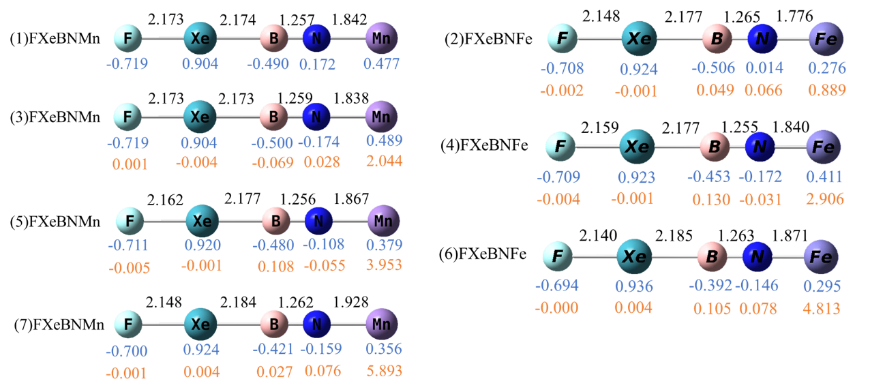 2.173 2.174 1.257 1.842
(1)FXeBNMn F Xe B N Mn
-0.719 0.904 -0.490 0.172 0.477
2.173 2.173 1.259 1.838
(3)FXeBNMn F Xe B N Mn
-0.719 0.904 -0.500 -0.174 0.489
0.001 -0.004 -0.069 0.028 2.044
2.162 2.177 1.256 1.867
(5)FXeBNMn F Xe B N Mn
-0.711 0.920 -0.480 -0.108 0.379
-0.005 -0.001 0.108 -0.055 3.953
2.148 2.184 1.262 1.928
(7)FXeBNMn F Xe B N Mn
-0.700 0.924 -0.421 -0.159 0.356
-0.001 0.004 0.027 0.076 5.893
2.148 2.177 1.265 1.776
(2)FXeBNFe F Xe B N Fe
-0.708 0.924 -0.506 0.014 0.276
-0.002 -0.001 0.049 0.066 0.889
2.159 2.177 1.255 1.840
(4)FXeBNFe F Xe B N Fe
-0.709 0.923 -0.453 -0.172 0.411
-0.004 -0.001 0.130 -0.031 2.906
2.140 2.185 1.263 1.871
(6)FXeBNFe F Xe B N Fe
-0.694 0.936 -0.392 -0.146 0.295
-0.000 0.004 0.105 0.078 4.813